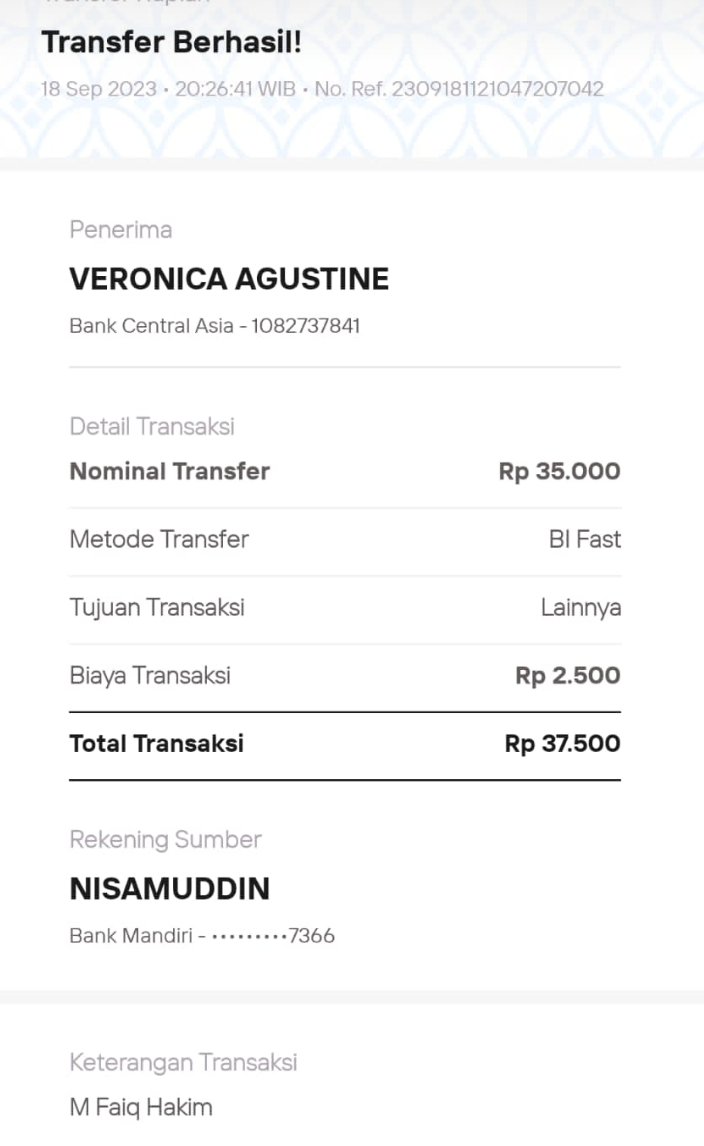 Transfer Berhasil!
18 Sep 2023 • 20:26:41 WIB • No. Ref. 2309181121047207042
Penerima
VERONICA AGUSTINE
Bank Central Asia - 1082737841
Detail Transaksi
Nominal Transfer Rp 35.000
Metode Transfer BI Fast
Tujuan Transaksi Lainnya
Biaya Transaksi Rp 2.500
Total Transaksi Rp 37.500
Rekening Sumber
NISAMUDDIN
Bank Mandiri - •••••••••7366
Keterangan Transaksi
M Faiq Hakim